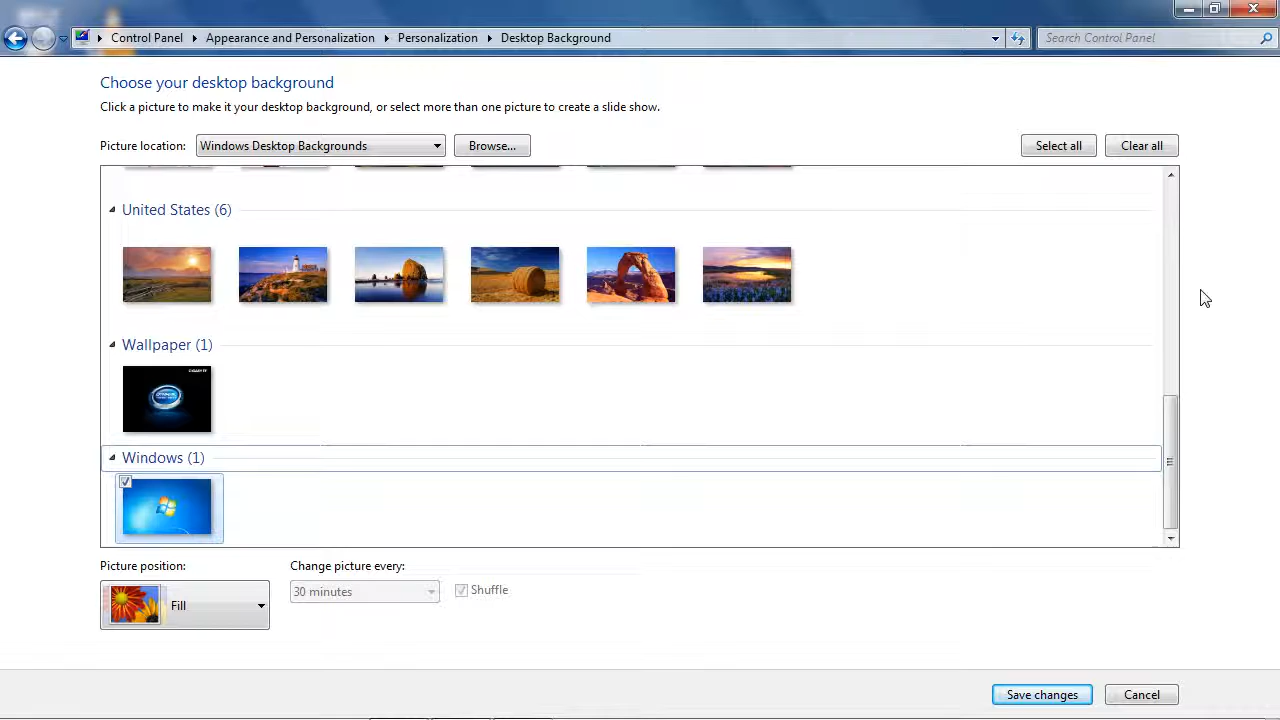 Control Panel Appearance and Personalization Personalization Desktop Background Search Control Panel
Choose your desktop background
Click a picture to make it your desktop background, or select more than one picture to create a slide show.
Picture location: Windows Desktop Backgrounds Browse... Select all Clear all
United States (6)
Wallpaper (1)
GIGABYTE
Windows (1)
Picture position: Change picture every:
Fill 30 minutes Shuffle
Save changes Cancel